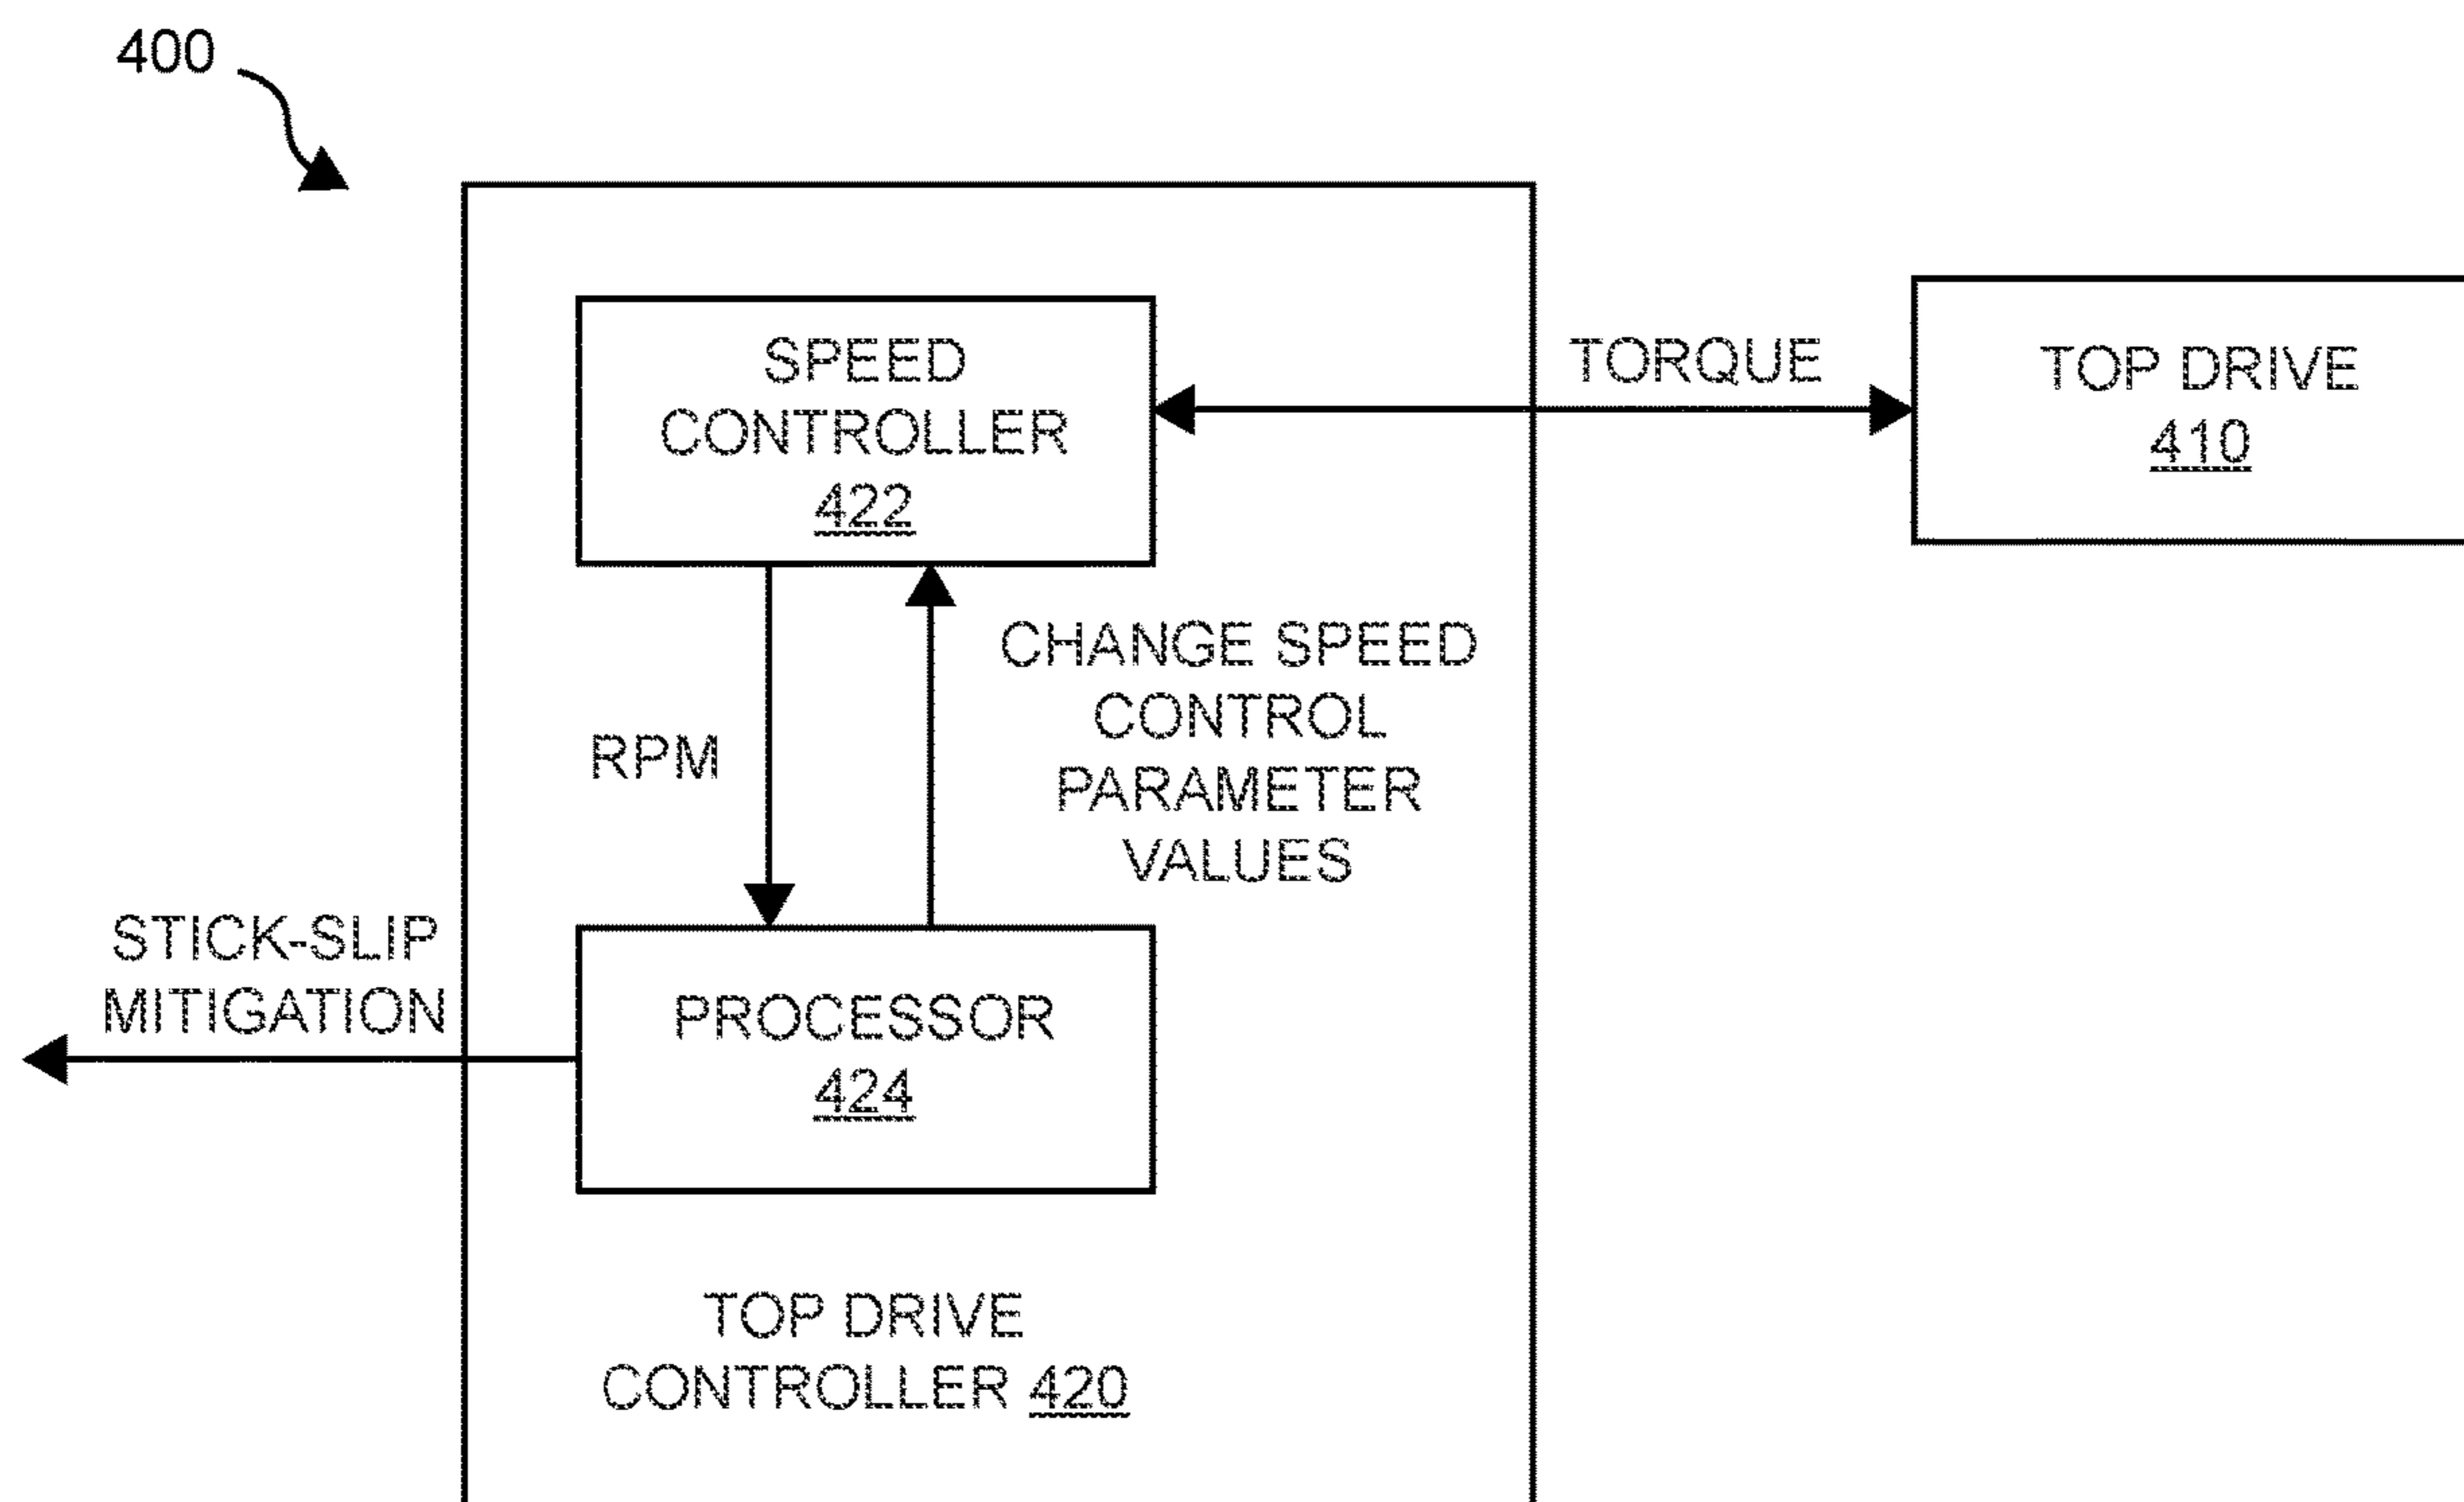 400
SPEED
CONTROLLER
422
TORQUE
TOP DRIVE
410
RPM
CHANGE SPEED
CONTROL
PARAMETER
VALUES
STICK-SLIP
MITIGATION
PROCESSOR
424
TOP DRIVE
CONTROLLER 420